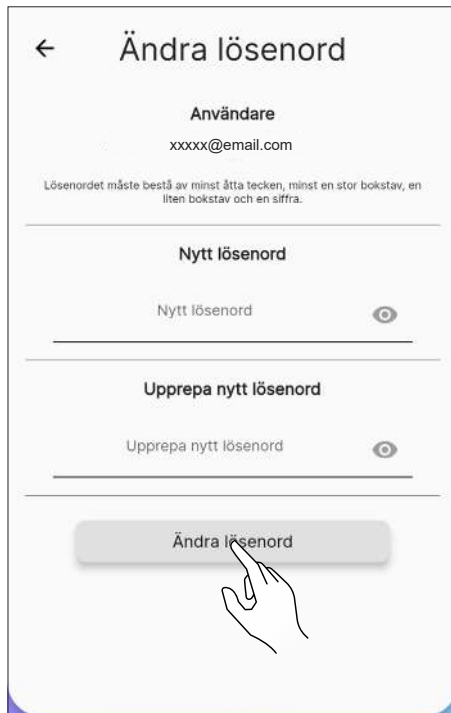 Ändra lösenord
Användare
xxxxx@email.com
Lösenordet måste bestå av minst åtta tecken, minst en stor bokstav, en
liten bokstav och en siffra.
Nytt lösenord
Nytt lösenord
Upprepa nytt lösenord
Upprepa nytt lösenord
Ändra lösenord